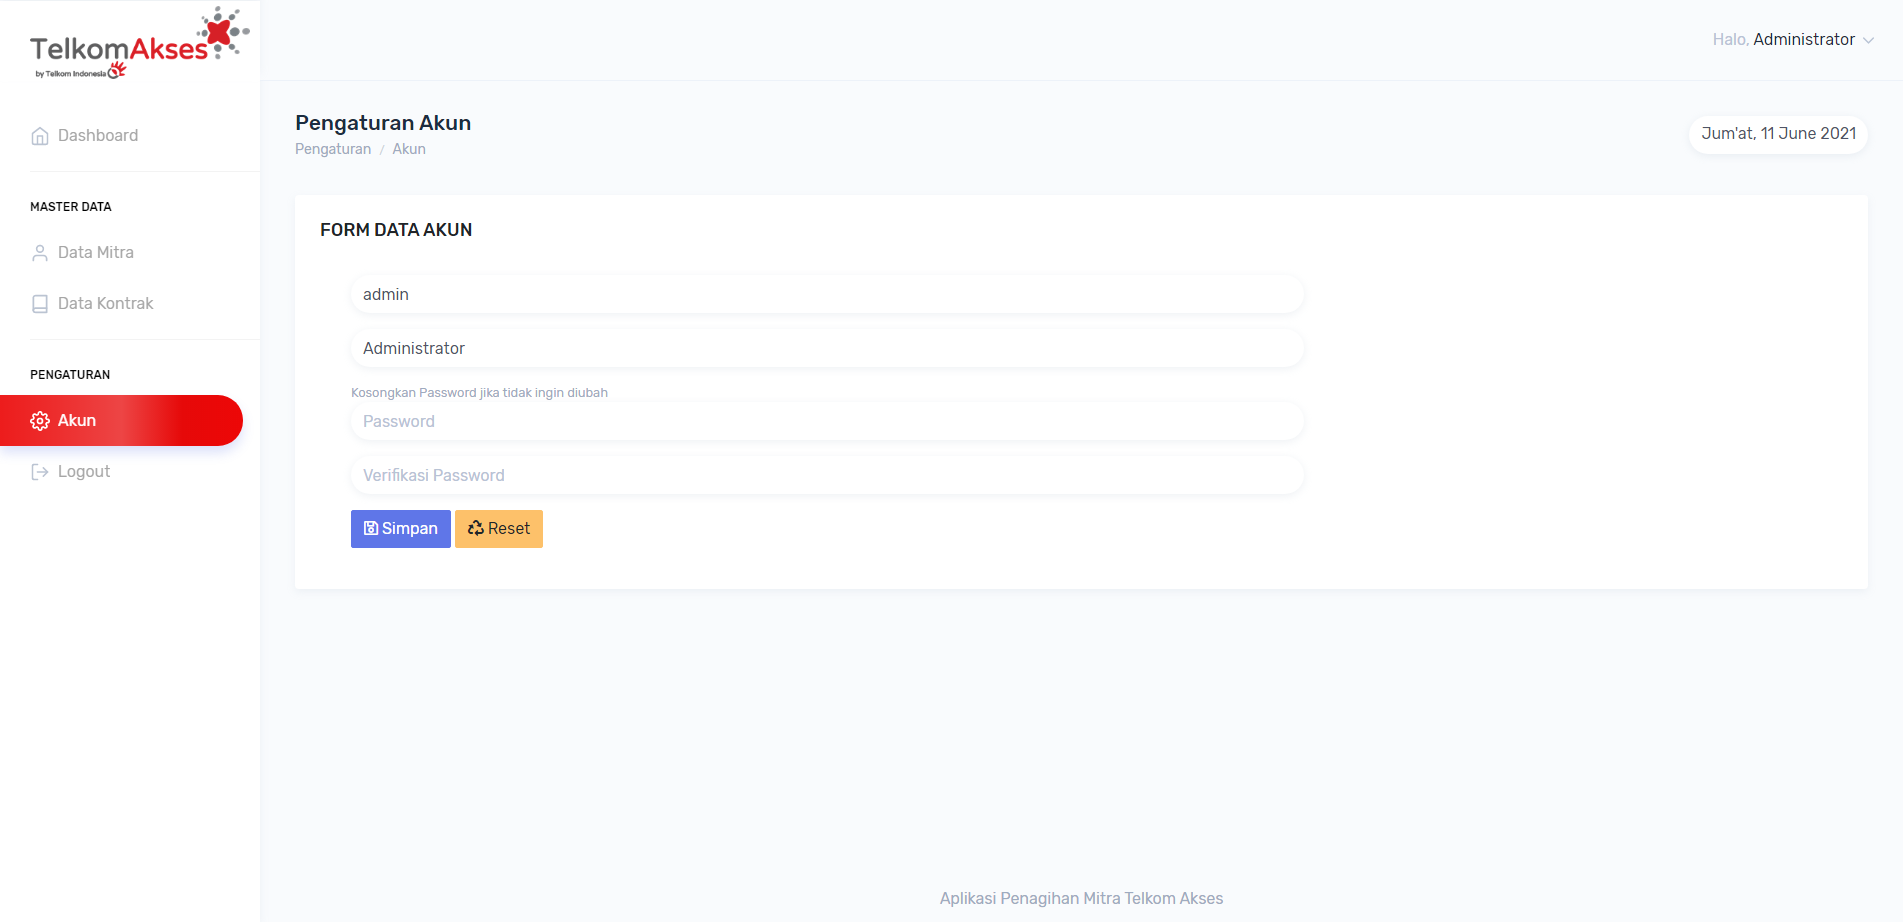 TelkomAkses
by Telkom Indonesia
Halo, Administrator
Dashboard
MASTER DATA
Data Mitra
Data Kontrak
PENGATURAN
Akun
Logout
Pengaturan Akun
Pengaturan / Akun
Jum'at, 11 June 2021
FORM DATA AKUN
admin
Administrator
Kosongkan Password jika tidak ingin diubah
Password
Verifikasi Password
Simpan
Reset
Aplikasi Penagihan Mitra Telkom Akses